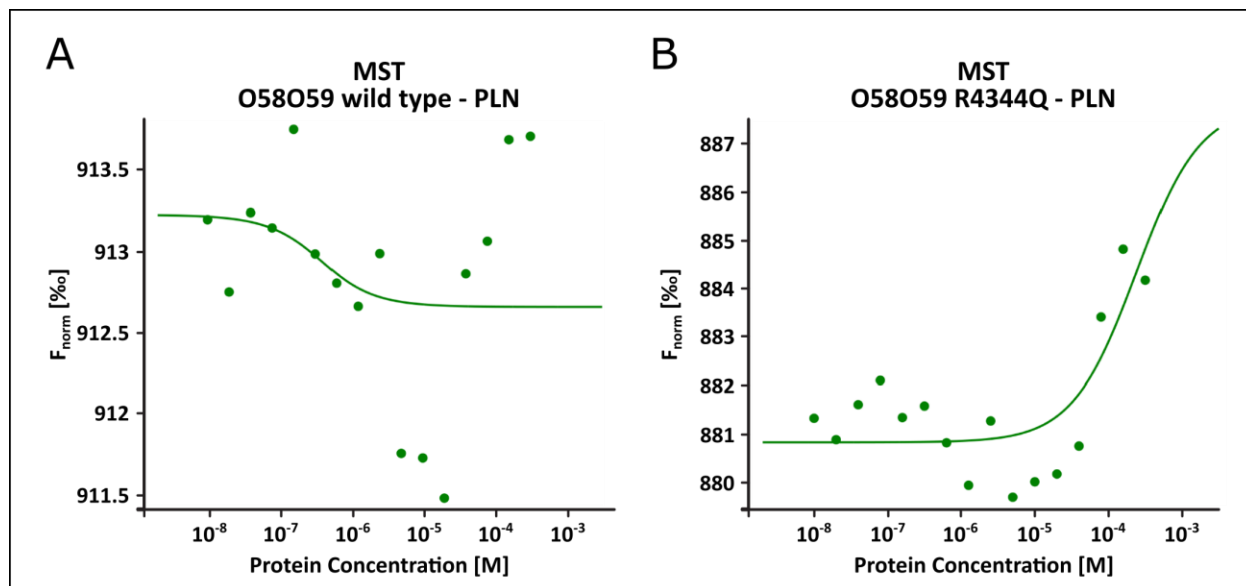 A
MST
O58O59 wild type - PLN
913.5
913
912.5
912
911.5
Fnorm [‰]
10-8
10-7
10-6
10-5
10-4
10-3
Protein Concentration [M]
B
MST
O58O59 R4344Q - PLN
887
886
885
884
883
882
881
880
Fnorm [‰]
10-8
10-7
10-6
10-5
10-4
10-3
Protein Concentration [M]